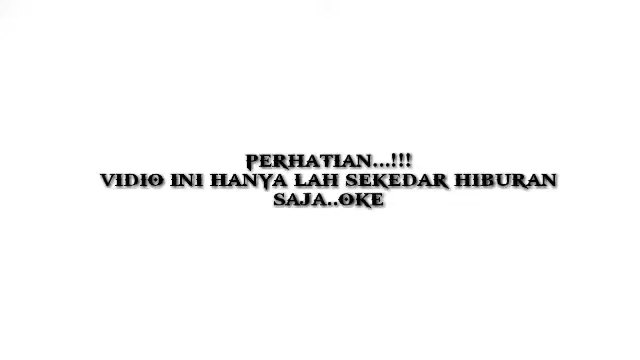 PERHATIAN...!!!
VIDIO INI HANYA LAH SEKEDAR HIBURAN
SAJA..OKE